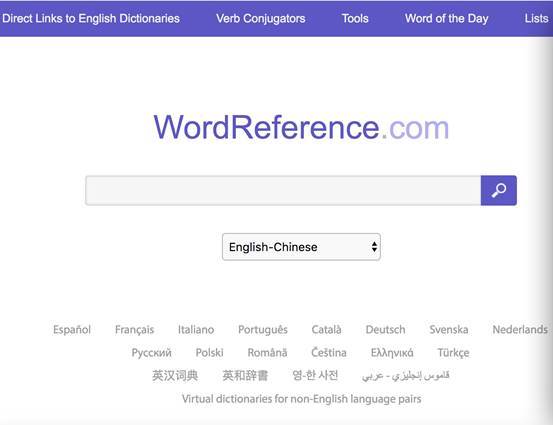 Direct Links to English Dictionaries Verb Conjugators Tools Word of the Day Lists
WordReference.com
English-Chinese
Español Français Italiano Português Català Deutsch Svenska Nederlands
Русский Polski Română Čeština Ελληνικά Türkçe
英汉词典 英和辞書 영-한 사전 قاموس إنجليزي - عربي
Virtual dictionaries for non-English language pairs